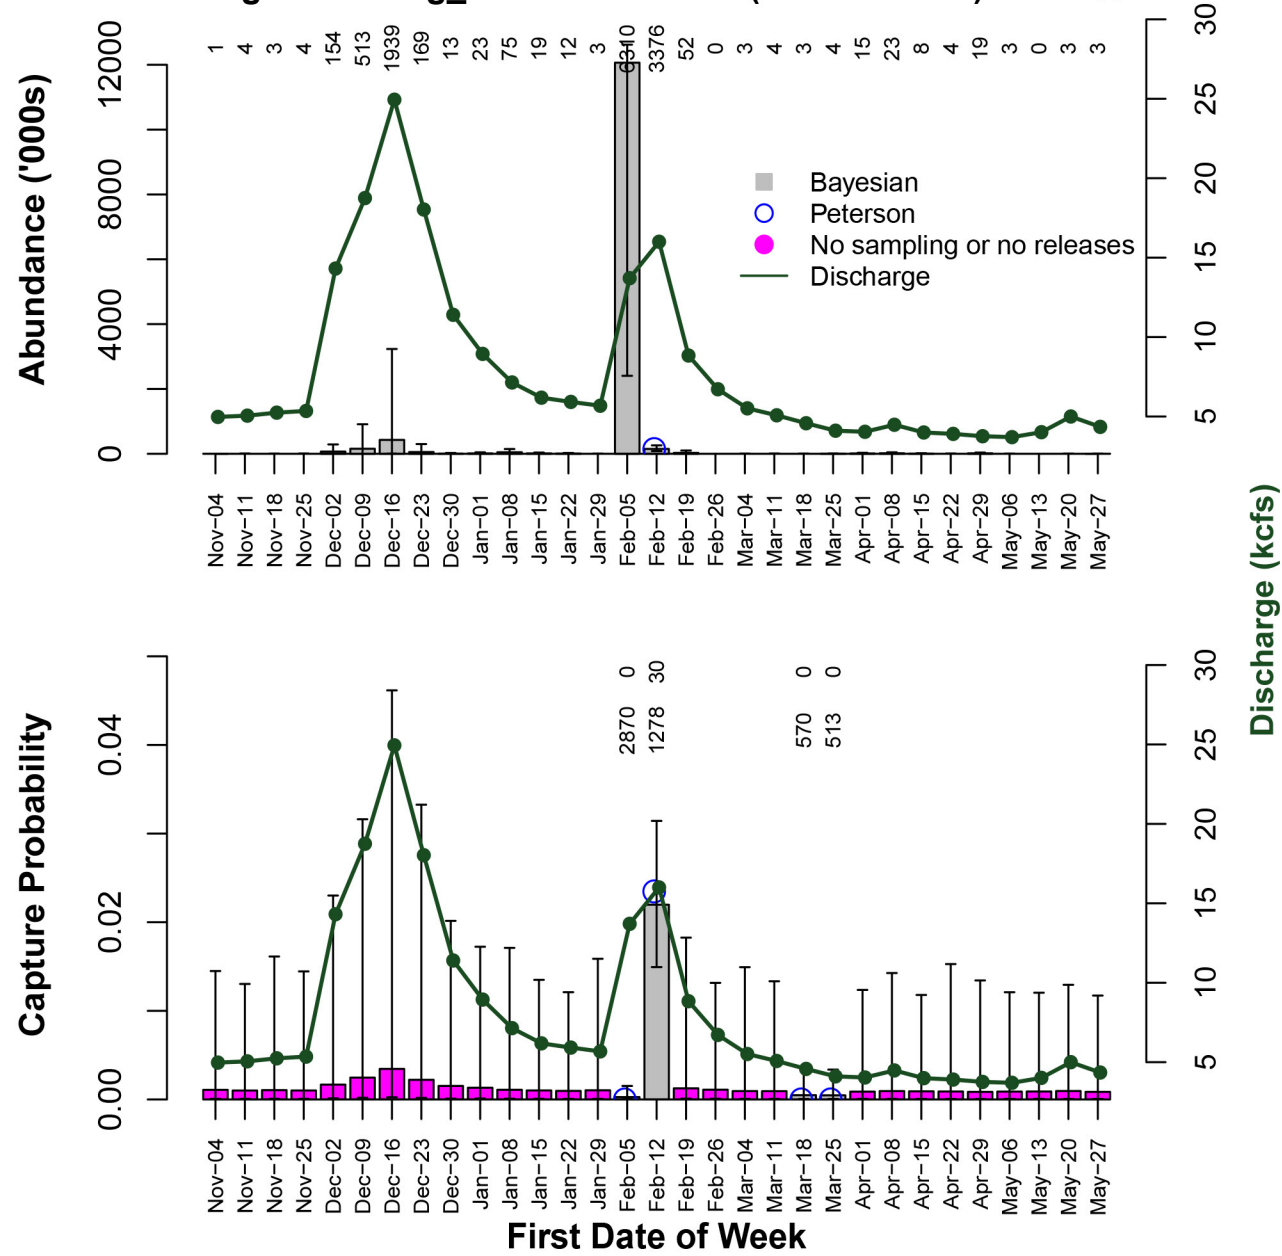 1 4 3 4 154 513 1939 169 13 23 75 19 12 3 6310 3376 52 0 3 4 3 4 15 23 8 4 19 3 0 3 3
Abundance ('000s)
0 4000 8000 12000
5 10 15 20 25 30
Bayesian
Peterson
No sampling or no releases
Discharge
Nov-04 Nov-11 Nov-18 Nov-25 Dec-02 Dec-09 Dec-16 Dec-23 Dec-30 Jan-01 Jan-08 Jan-15 Jan-22 Jan-29 Feb-05 Feb-12 Feb-19 Feb-26 Mar-04 Mar-11 Mar-18 Mar-25 Apr-01 Apr-08 Apr-15 Apr-22 Apr-29 May-06 May-13 May-20 May-27
Discharge (kcfs)
0 30 0 0
2870 1278 570 513
Capture Probability
0.00 0.02 0.04
5 10 15 20 25 30
Nov-04 Nov-11 Nov-18 Nov-25 Dec-02 Dec-09 Dec-16 Dec-23 Dec-30 Jan-01 Jan-08 Jan-15 Jan-22 Jan-29 Feb-05 Feb-12 Feb-19 Feb-26 Mar-04 Mar-11 Mar-18 Mar-25 Apr-01 Apr-08 Apr-15 Apr-22 Apr-29 May-06 May-13 May-20 May-27
First Date of Week